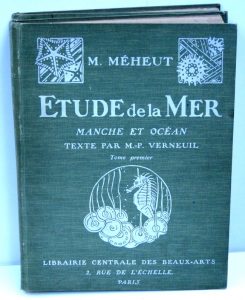 M. MÉHEUT
ETUDE de la MER
MANCHE ET OCÉAN
TEXTE PAR M.-P. VERNEUIL
Tome premier
LIBRAIRIE CENTRALE DES BEAUX-ARTS
2, RUE DE L'ÉCHELLE.
PARIS